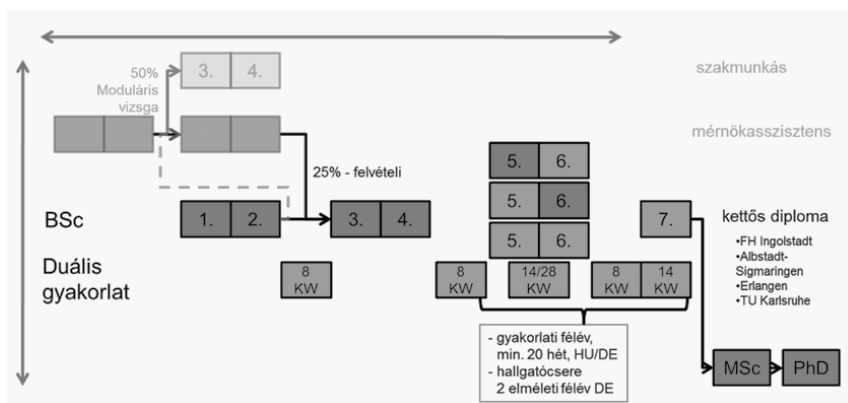 szakmunkás
50%
Moduláris
vizsga
3. 4.
mérnökasszisztens
25% - felvételi
5. 6.
5. 6.
5. 6.
BSc
1. 2.
3. 4.
7.
kettős diploma
•FH Ingolstadt
•Albstadt-
Sigmaringen
•Erlangen
•TU Karlsruhe
Duális
gyakorlat
8
KW
8
KW
14/28
KW
8
KW
14
KW
- gyakorlati félév,
min. 20 hét, HU/DE
- hallgatócsere
2 elméleti félév DE
MSc
PhD